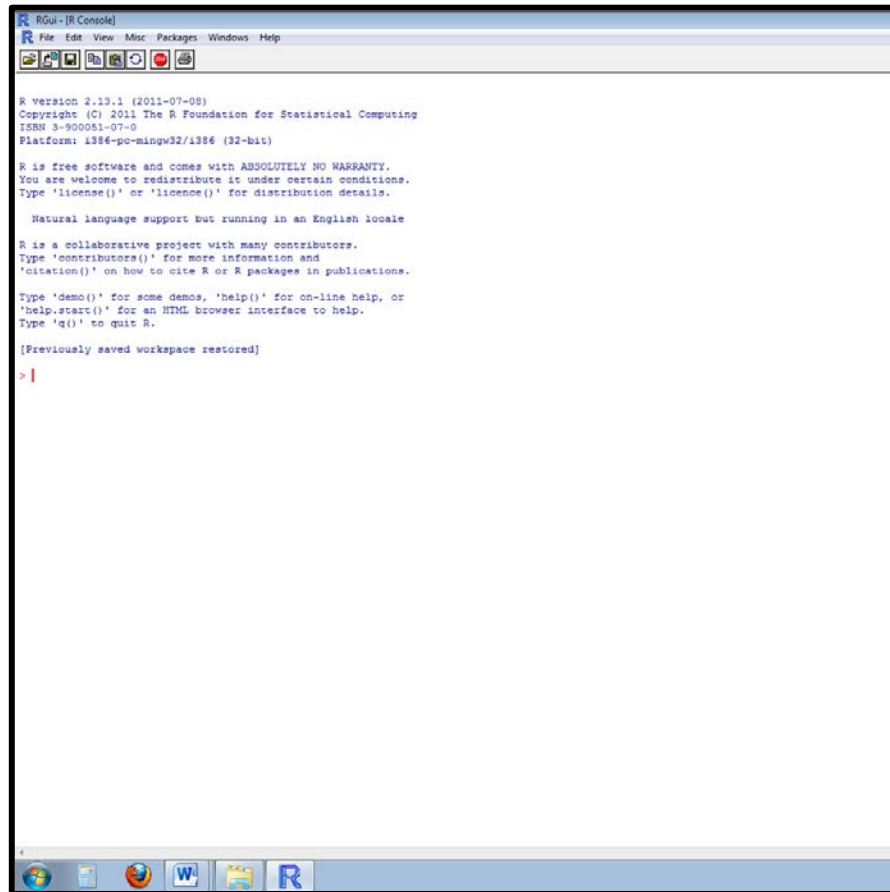 RGui - [R Console]
File Edit View Misc Packages Windows Help
STOP
R version 2.13.1 (2011-07-08)
Copyright (C) 2011 The R Foundation for Statistical Computing
ISBN 3-900051-07-0
Platform: i386-pc-mingw32/i386 (32-bit)
R is free software and comes with ABSOLUTELY NO WARRANTY.
You are welcome to redistribute it under certain conditions.
Type 'license()' or 'licence()' for distribution details.
Natural language support but running in an English locale
R is a collaborative project with many contributors.
Type 'contributors()' for more information and
'citation()' on how to cite R or R packages in publications.
Type 'demo()' for some demos, 'help()' for on-line help, or
'help.start()' for an HTML browser interface to help.
Type 'q()' to quit R.
[Previously saved workspace restored]
>
W R